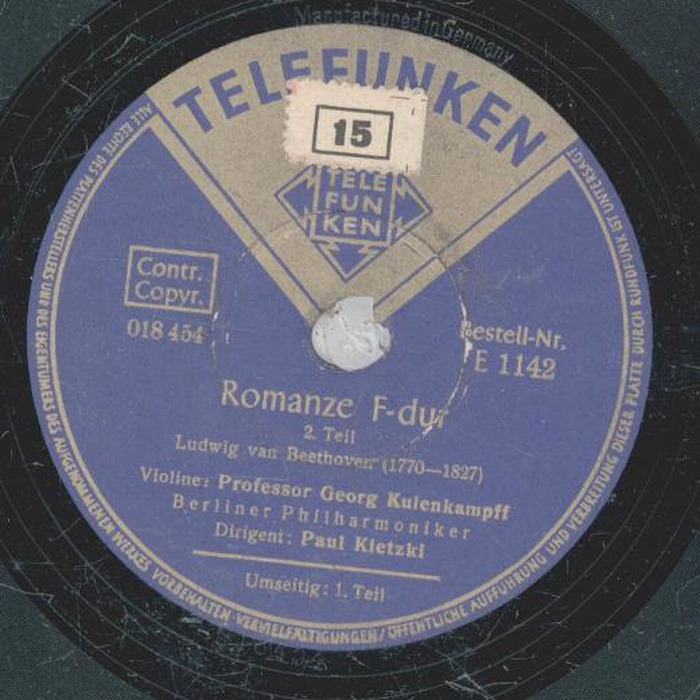 Manufactured in Germany
TELEFUNKEN
15
TELE
FUN
KEN
Contr.
Copyr.
018 454
Bestell-Nr.
E 1142
Romanze F-dur
2. Teil
Ludwig van Beethoven (1770—1827)
Violine: Professor Georg Kulenkampff
Berliner Philharmoniker
Dirigent: Paul Kletzki
Umseitig: 1. Teil
ALLE RECHTE DES PLATTENHERSTELLERS UND DES EIGENTÜMERS DES AUFGENOMMENEN WERKES VORBEHALTEN · VERVIELFÄLTIGUNGEN / ÖFFENTLICHE AUFFÜHRUNG UND VERBREITUNG DIESER PLATTE DURCH RUNDFUNK IST UNTERSAGT